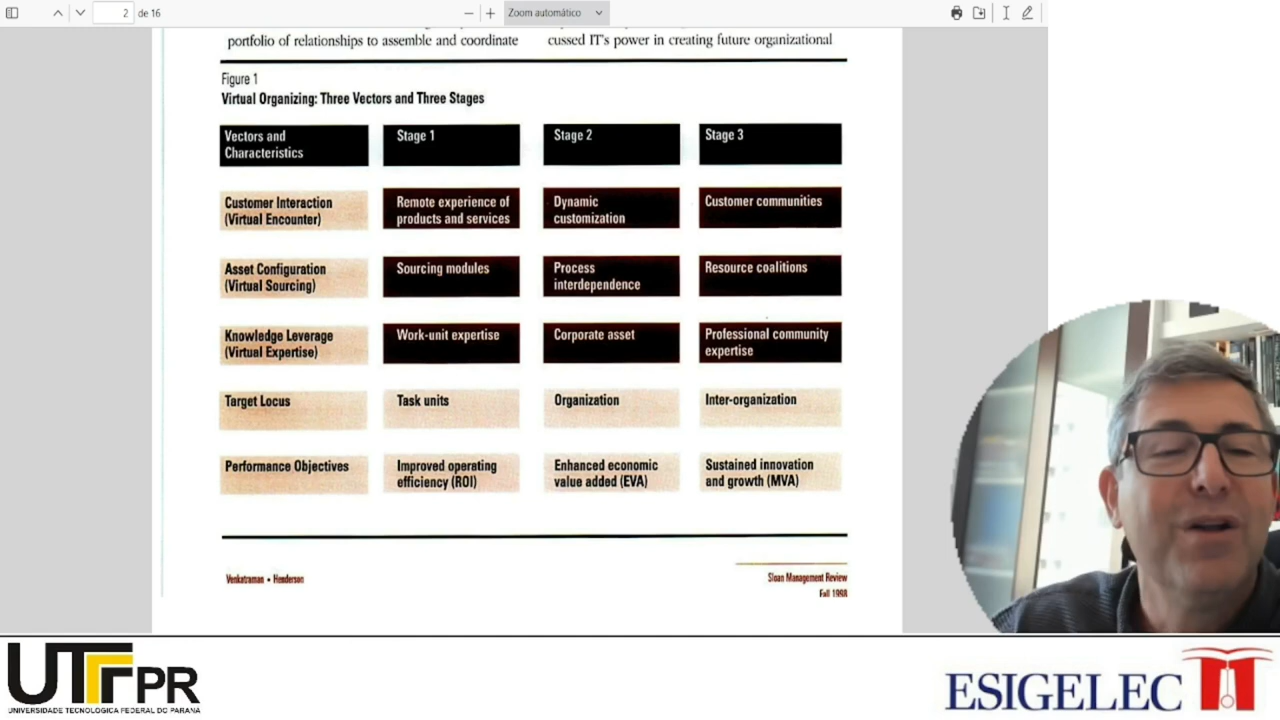 2
de 16
Zoom automático
portfolio of relationships to assemble and coordinate
cussed IT's power in creating future organizational
Figure 1
Virtual Organizing: Three Vectors and Three Stages
Vectors and
Characteristics
Stage 1
Stage 2
Stage 3
Customer Interaction
(Virtual Encounter)
Remote experience of
products and services
Dynamic
customization
Customer communities
Asset Configuration
(Virtual Sourcing)
Sourcing modules
Process
interdependence
Resource coalitions
Knowledge Leverage
(Virtual Expertise)
Work-unit expertise
Corporate asset
Professional community
expertise
Target Locus
Task units
Organization
Inter-organization
Performance Objectives
Improved operating
efficiency (ROI)
Enhanced economic
value added (EVA)
Sustained innovation
and growth (MVA)
Venkatraman • Henderson
Sloan Management Review
Fall 1998
UTFPR
UNIVERSIDADE TECNOLÓGICA FEDERAL DO PARANÁ
ESIGELEC